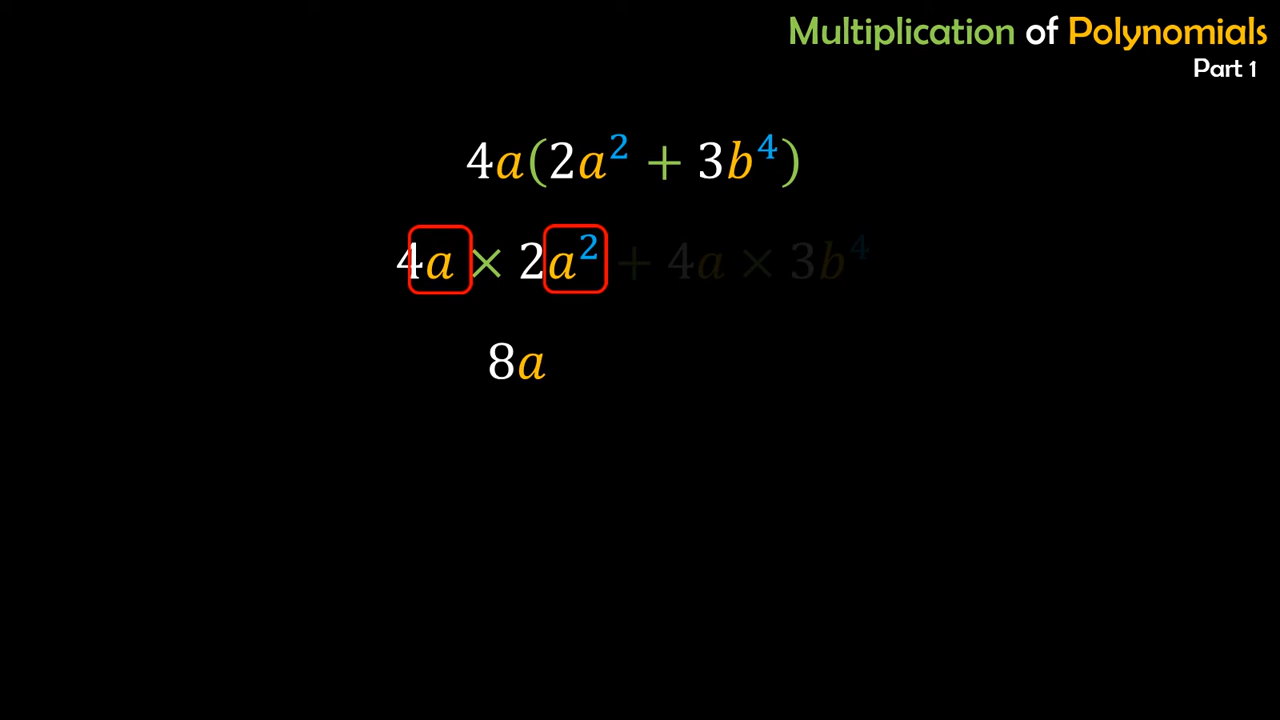 Multiplication of Polynomials
Part 1
4a(2a² + 3b⁴)
4a × 2a² + 4a × 3b⁴
8a